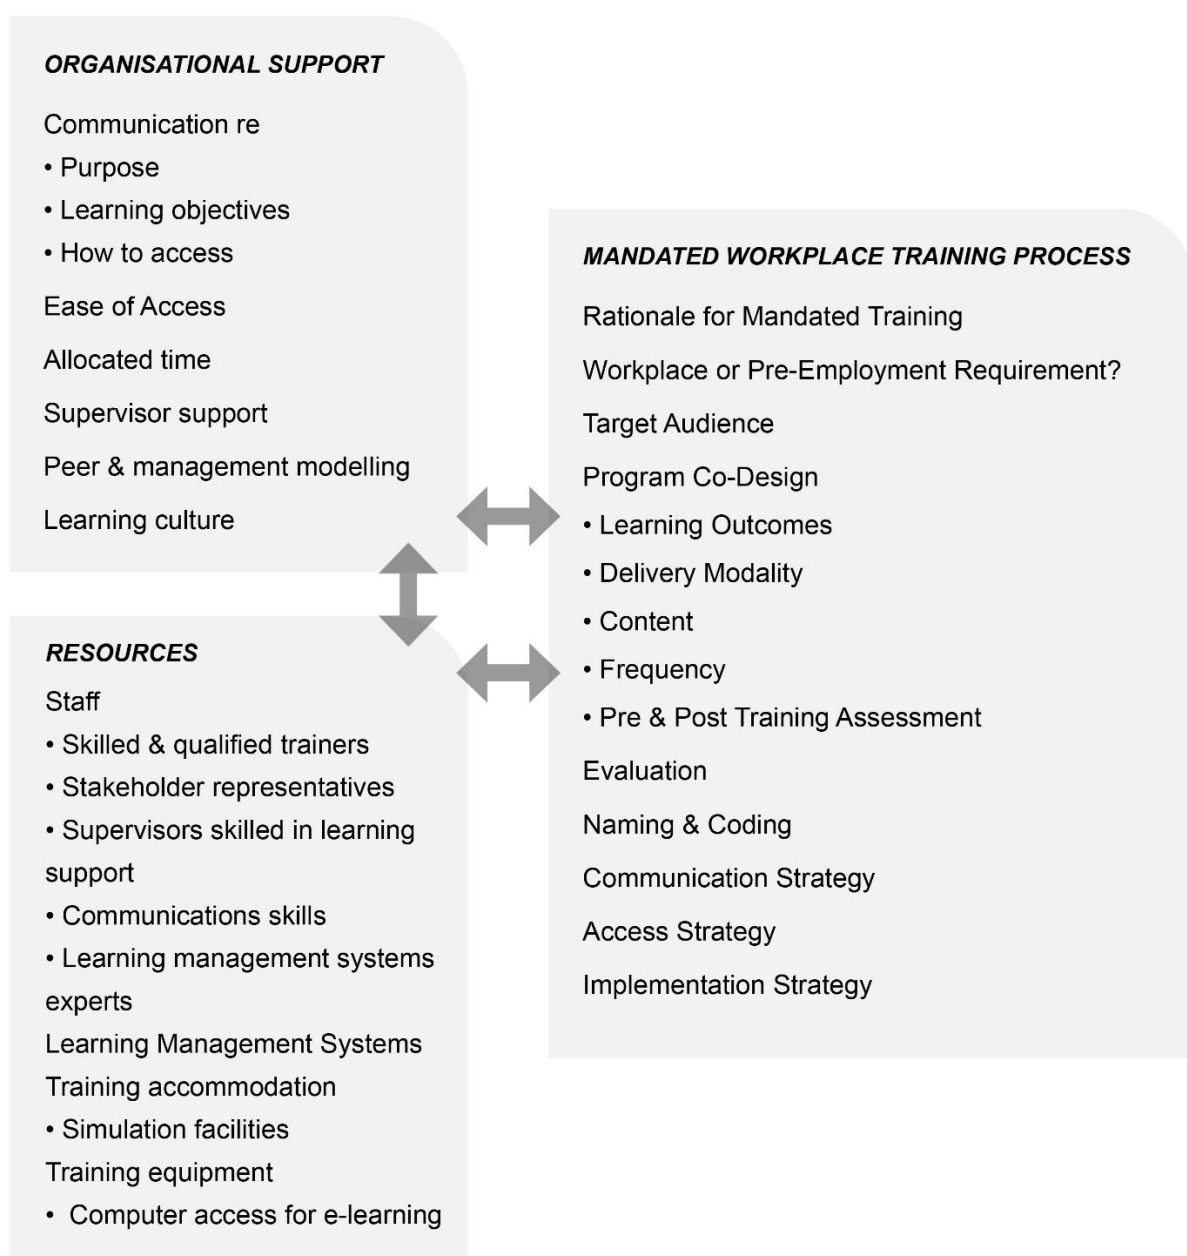 ORGANISATIONAL SUPPORT
Communication re
• Purpose
• Learning objectives
• How to access
Ease of Access
Allocated time
Supervisor support
Peer & management modelling
Learning culture
RESOURCES
Staff
• Skilled & qualified trainers
• Stakeholder representatives
• Supervisors skilled in learning
support
• Communications skills
• Learning management systems
experts
Learning Management Systems
Training accommodation
• Simulation facilities
Training equipment
• Computer access for e-learning
MANDATED WORKPLACE TRAINING PROCESS
Rationale for Mandated Training
Workplace or Pre-Employment Requirement?
Target Audience
Program Co-Design
• Learning Outcomes
• Delivery Modality
• Content
• Frequency
• Pre & Post Training Assessment
Evaluation
Naming & Coding
Communication Strategy
Access Strategy
Implementation Strategy